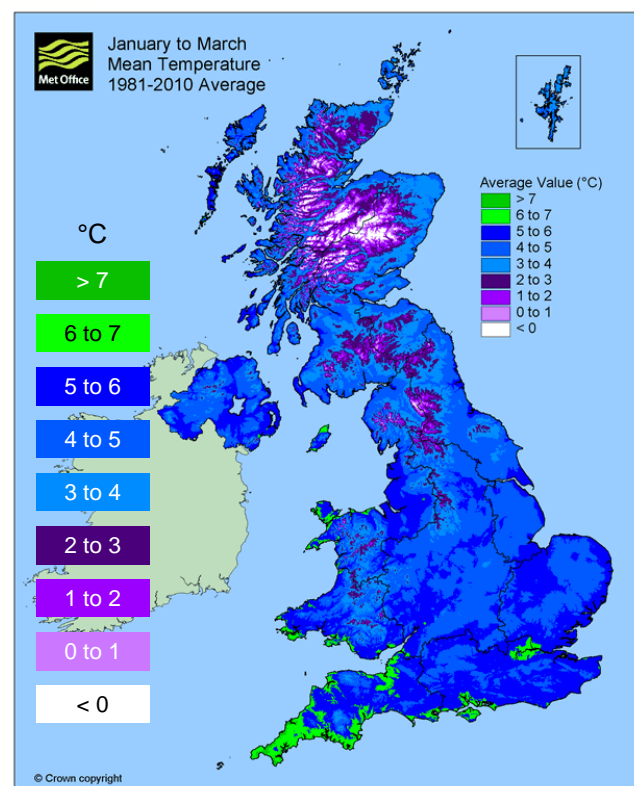 Met Office
January to March
Mean Temperature
1981-2010 Average
Average Value (°C)
> 7
6 to 7
5 to 6
4 to 5
3 to 4
2 to 3
1 to 2
0 to 1
< 0
°C
> 7
6 to 7
5 to 6
4 to 5
3 to 4
2 to 3
1 to 2
0 to 1
< 0
© Crown copyright